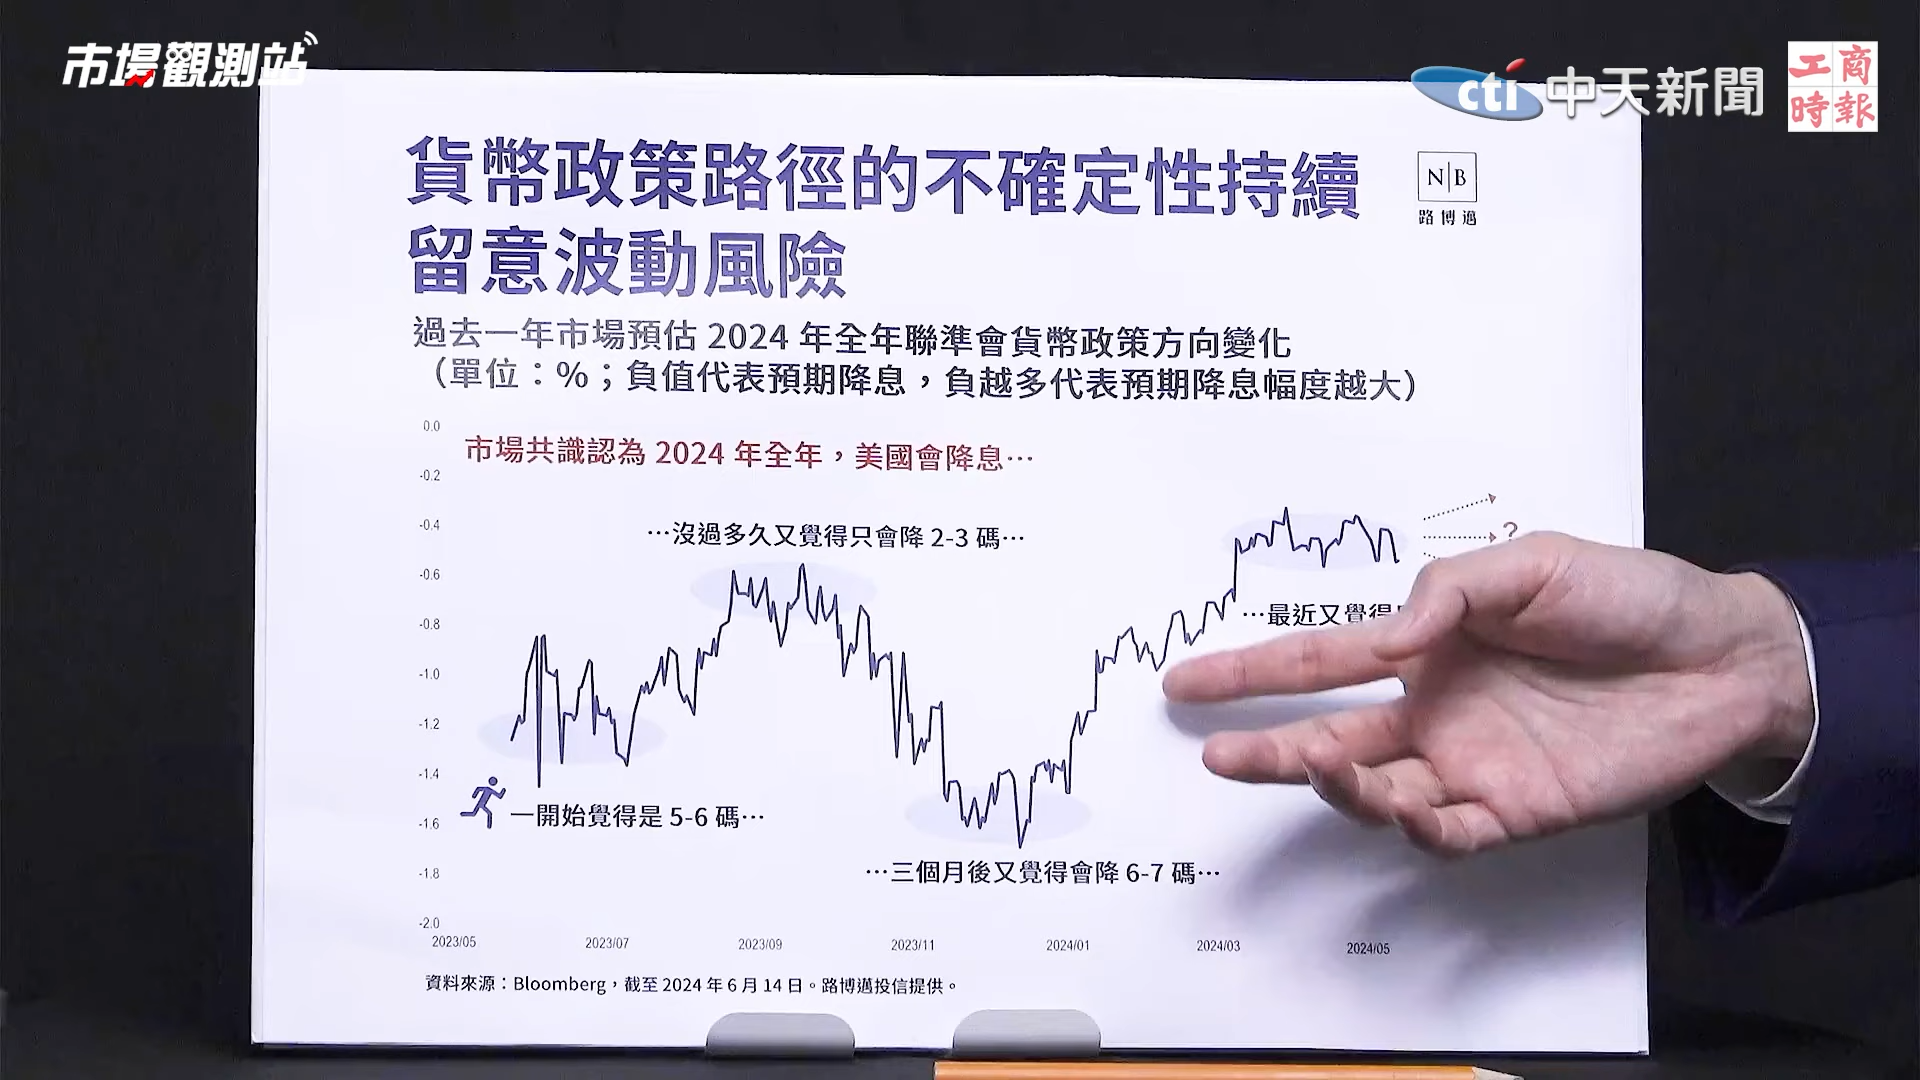 市場觀測站
cti 中天新聞
工商時報
貨幣政策路徑的不確定性持續
留意波動風險
N|B
路博邁
過去一年市場預估 2024 年全年聯準會貨幣政策方向變化
（單位：%；負值代表預期降息，負越多代表預期降息幅度越大）
市場共識認為 2024 年全年，美國會降息…
…沒過多久又覺得只會降 2-3 碼…
?
…最近又覺得
一開始覺得是 5-6 碼…
…三個月後又覺得會降 6-7 碼…
0.0
-0.2
-0.4
-0.6
-0.8
-1.0
-1.2
-1.4
-1.6
-1.8
-2.0
2023/05
2023/07
2023/09
2023/11
2024/01
2024/03
2024/05
資料來源：Bloomberg，截至 2024 年 6 月 14 日。路博邁投信提供。